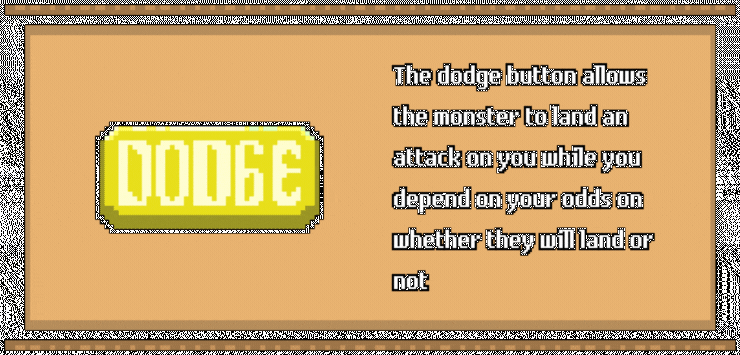 DODGE
The dodge button allows
the monster to land an
attack on you while you
depend on your odds on
whether they will land or
not